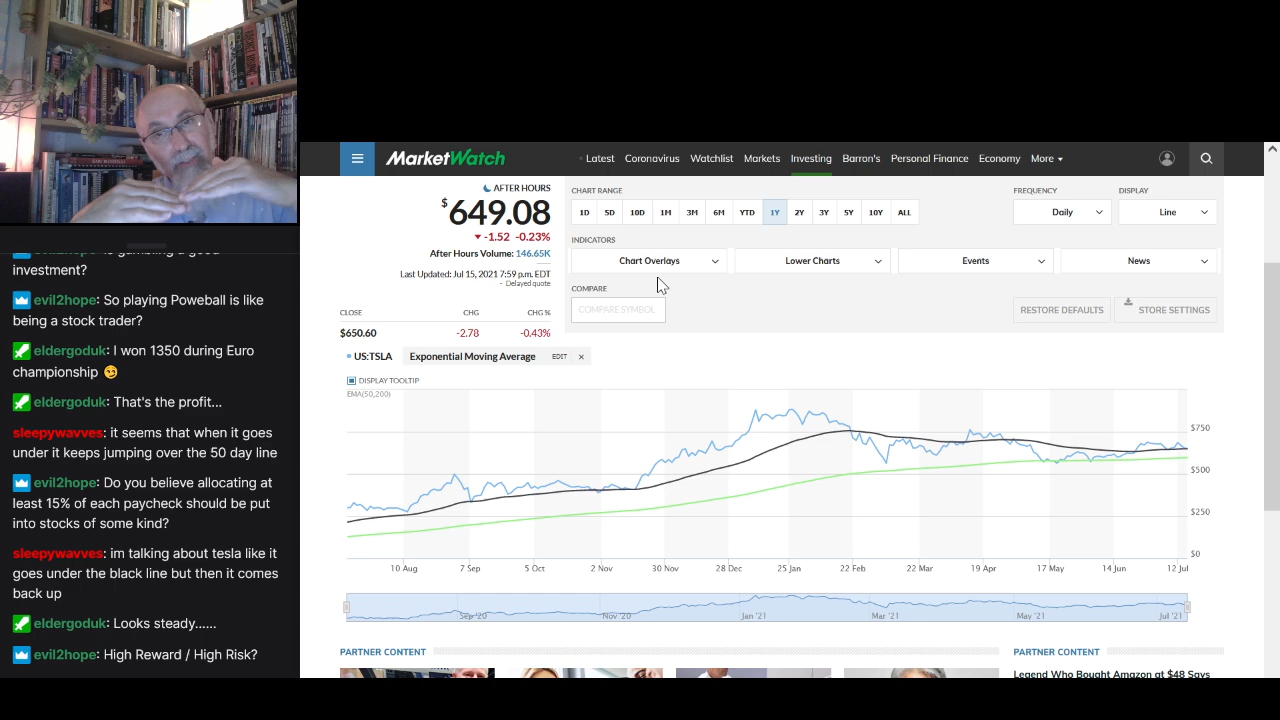 investment?
evil2hope: So playing Poweball is like
being a stock trader?
eldergoduk: I won 1350 during Euro
championship
eldergoduk: That's the profit...
sleepywavves: it seems that when it goes
under it keeps jumping over the 50 day line
evil2hope: Do you believe allocating at
least 15% of each paycheck should be put
into stocks of some kind?
sleepywavves: im talking about tesla like it
goes under the black line but then it comes
back up
eldergoduk: Looks steady......
evil2hope: High Reward / High Risk?
MarketWatch
Latest Coronavirus Watchlist Markets Investing Barron's Personal Finance Economy More
AFTER HOURS
$649.08
-1.52 -0.23%
After Hours Volume: 146.65K
Last Updated: Jul 15, 2021 7:59 p.m. EDT
- Delayed quote
CLOSE CHG CHG %
$650.60 -2.78 -0.43%
CHART RANGE
1D 5D 10D 1M 3M 6M YTD 1Y 2Y 3Y 5Y 10Y ALL
FREQUENCY
Daily
DISPLAY
Line
INDICATORS
Chart Overlays
Lower Charts
Events
News
COMPARE
COMPARE SYMBOL
RESTORE DEFAULTS
STORE SETTINGS
US:TSLA
Exponential Moving Average EDIT ×
DISPLAY TOOLTIP
EMA(50,200)
$750
$500
$250
$0
10 Aug 7 Sep 5 Oct 2 Nov 30 Nov 28 Dec 25 Jan 22 Feb 22 Mar 19 Apr 17 May 14 Jun 12 Jul
Sep '20 Nov '20 Jan '21 Mar '21 May '21 Jul '21
PARTNER CONTENT
PARTNER CONTENT
Legend Who Bought Amazon at $48 Says